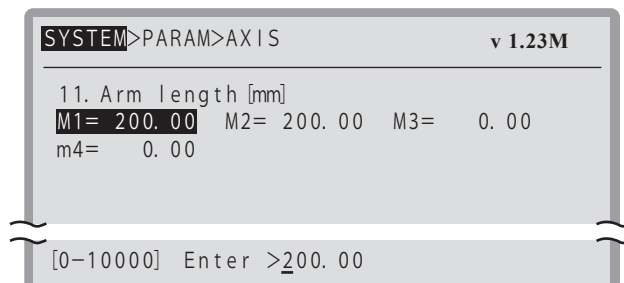 SYSTEM>PARAM>AXIS v 1.23M
11. Arm length [mm]
M1= 200.00 M2= 200.00 M3= 0.00
m4= 0.00
[0-10000] Enter >200.00